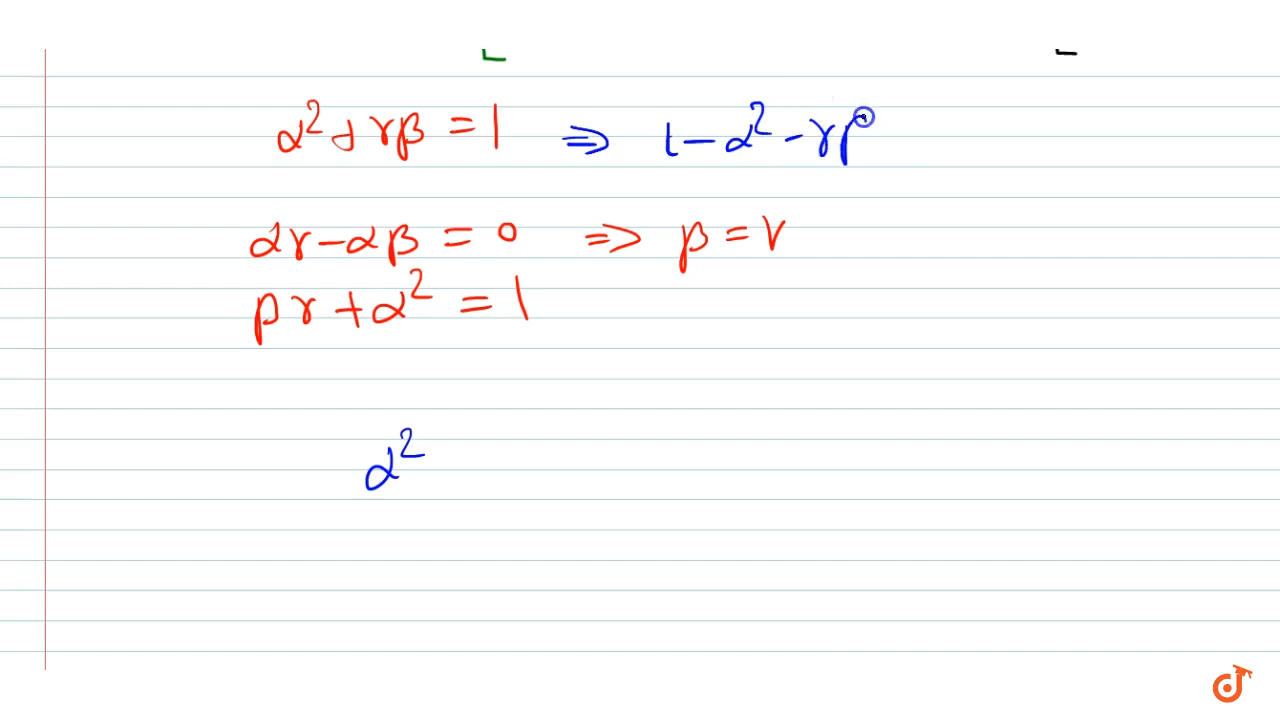 α² + γβ = 1 ⇒ 1 - α² - γβ
αγ - αβ = 0 ⇒ β = γ
βγ + α² = 1
α²